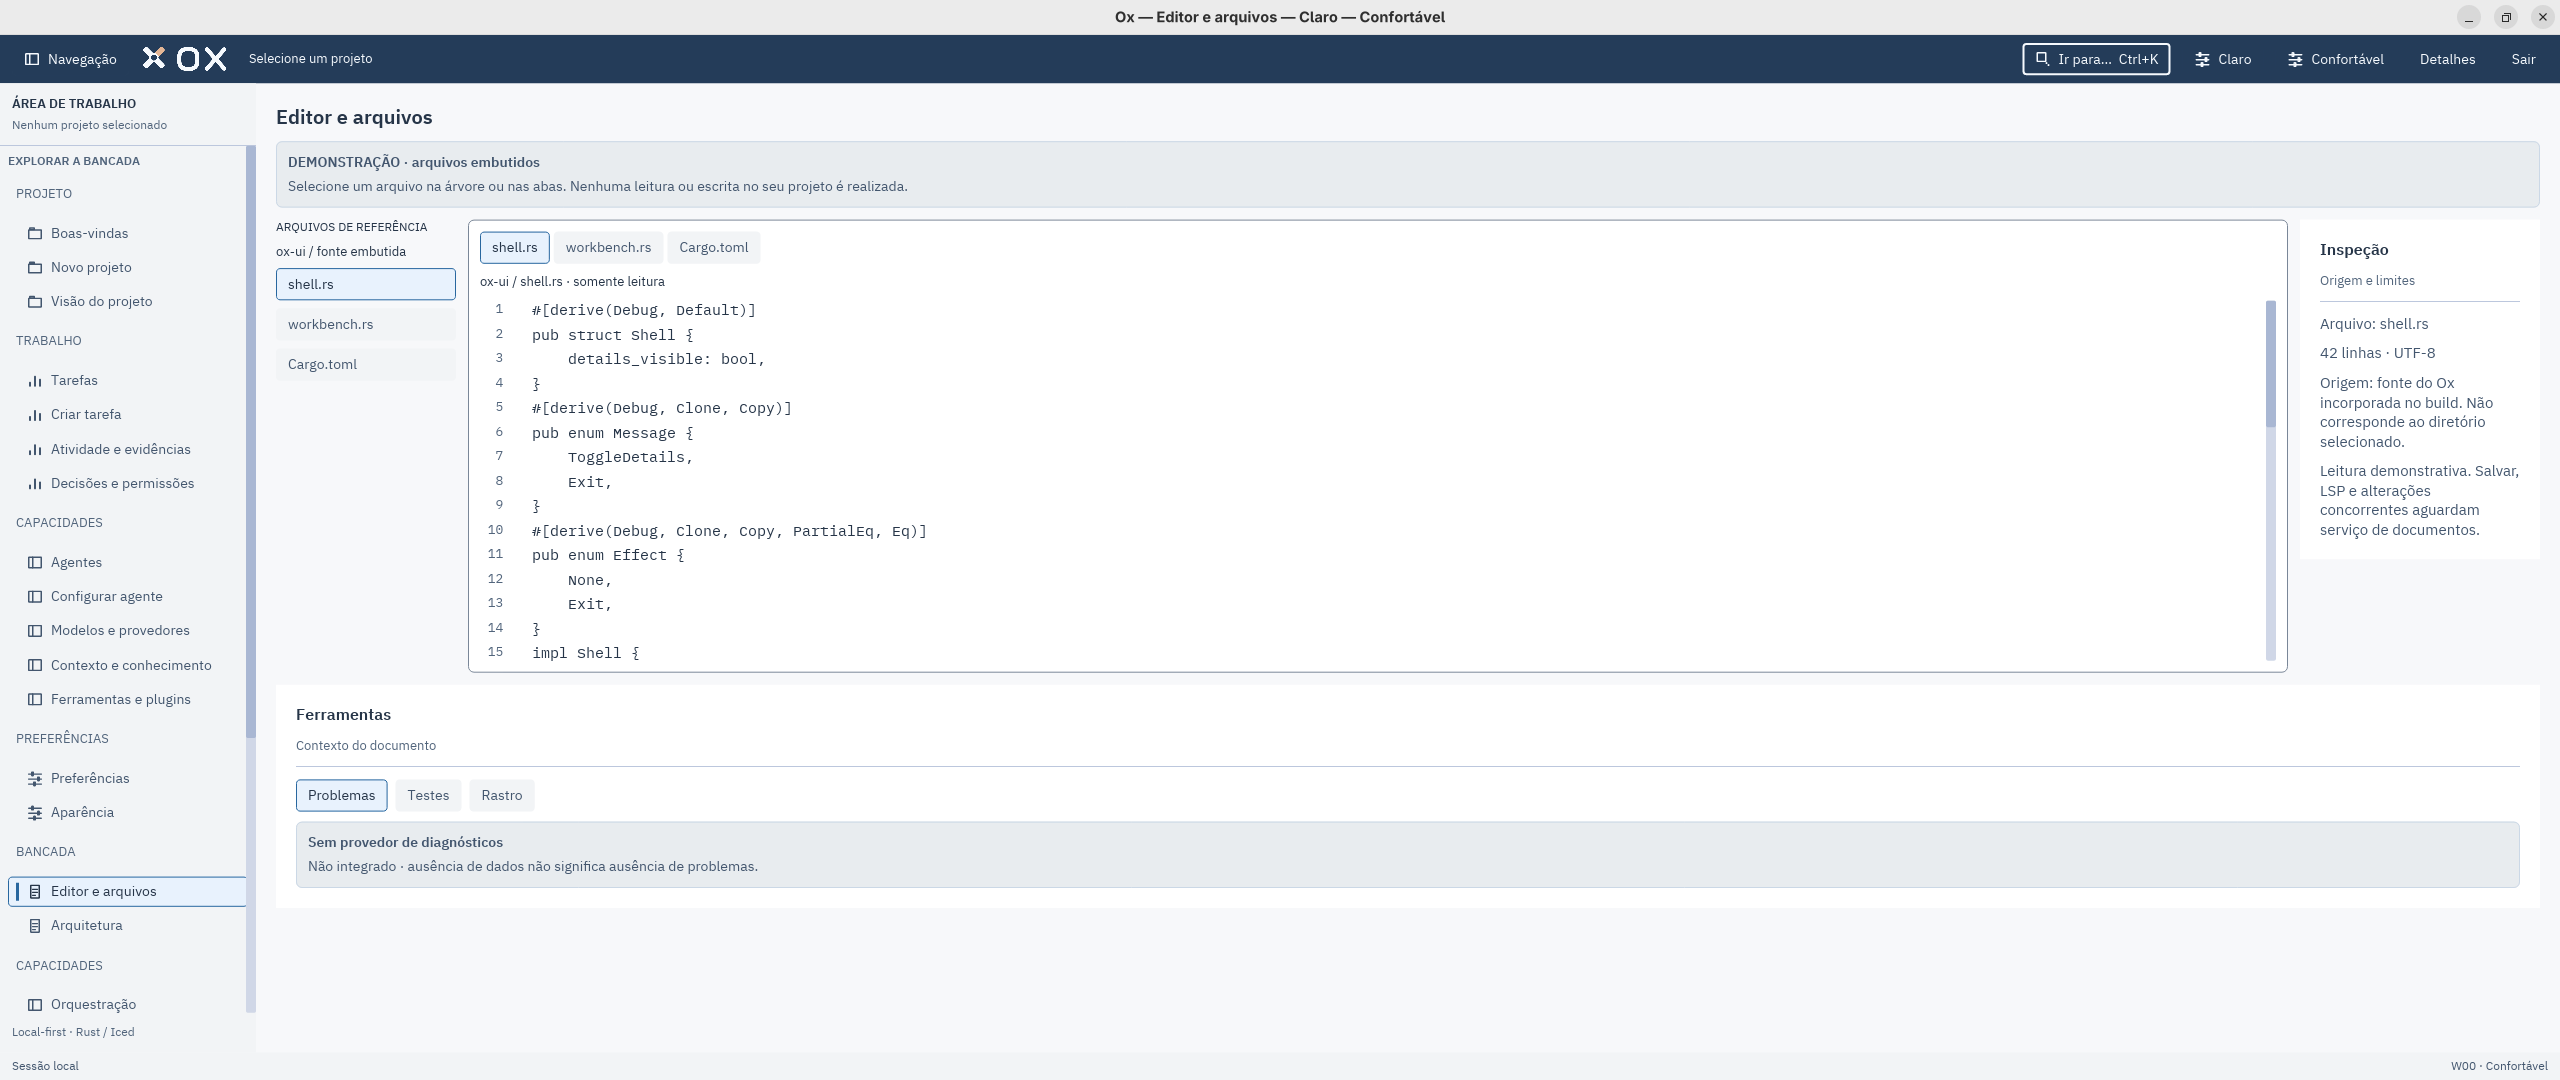 Ox — Editor e arquivos — Claro — Confortável
Navegação
OX
Selecione um projeto
Ir para... Ctrl+K
Claro
Confortável
Detalhes
Sair
ÁREA DE TRABALHO
Nenhum projeto selecionado
EXPLORAR A BANCADA
PROJETO
Boas-vindas
Novo projeto
Visão do projeto
TRABALHO
Tarefas
Criar tarefa
Atividade e evidências
Decisões e permissões
CAPACIDADES
Agentes
Configurar agente
Modelos e provedores
Contexto e conhecimento
Ferramentas e plugins
PREFERÊNCIAS
Preferências
Aparência
BANCADA
Editor e arquivos
Arquitetura
CAPACIDADES
Orquestração
Local-first · Rust / Iced
Editor e arquivos
DEMONSTRAÇÃO · arquivos embutidos
Selecione um arquivo na árvore ou nas abas. Nenhuma leitura ou escrita no seu projeto é realizada.
ARQUIVOS DE REFERÊNCIA
ox-ui / fonte embutida
shell.rs
workbench.rs
Cargo.toml
shell.rs workbench.rs Cargo.toml
ox-ui / shell.rs · somente leitura
1 #[derive(Debug, Default)]
2 pub struct Shell {
3     details_visible: bool,
4 }
5 #[derive(Debug, Clone, Copy)]
6 pub enum Message {
7     ToggleDetails,
8     Exit,
9 }
10 #[derive(Debug, Clone, Copy, PartialEq, Eq)]
11 pub enum Effect {
12     None,
13     Exit,
14 }
15 impl Shell {
Inspeção
Origem e limites
Arquivo: shell.rs
42 linhas · UTF-8
Origem: fonte do Ox
incorporada no build. Não
corresponde ao diretório
selecionado.
Leitura demonstrativa. Salvar,
LSP e alterações
concorrentes aguardam
serviço de documentos.
Ferramentas
Contexto do documento
Problemas Testes Rastro
Sem provedor de diagnósticos
Não integrado · ausência de dados não significa ausência de problemas.
Sessão local
W00 · Confortável